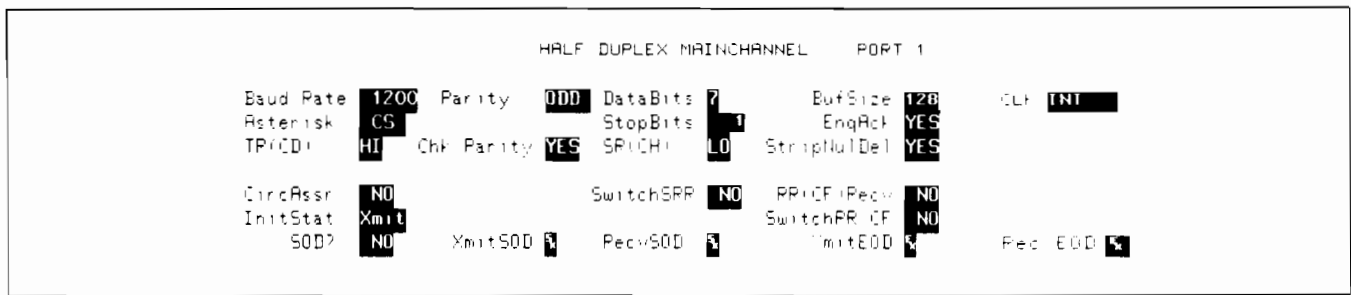 HALF DUPLEX MAINCHANNEL PORT 1
Baud Rate 1200 Parity ODD DataBits 7 BufSize 128 CLK INT
Asterisk CS StopBits 1 EnqAck YES
TR(CD) HI Chk Parity YES SR(CH) LO StripNulDel YES
CircAssr NO SwitchSRR NO RR(CF)Recv NO
InitStat Xmit SwitchRR CF NO
SOD? NO XmitSOD RecvSOD XmitEOD Rec EOD